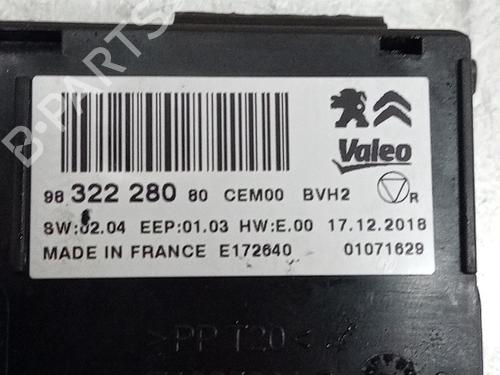 Valeo
98 322 280 80 CEM00 BVH2 R
SW:02.04 EEP:01.03 HW:E.00 17.12.2018
MADE IN FRANCE E172640 01071629
>PP T20<
B-PARTS